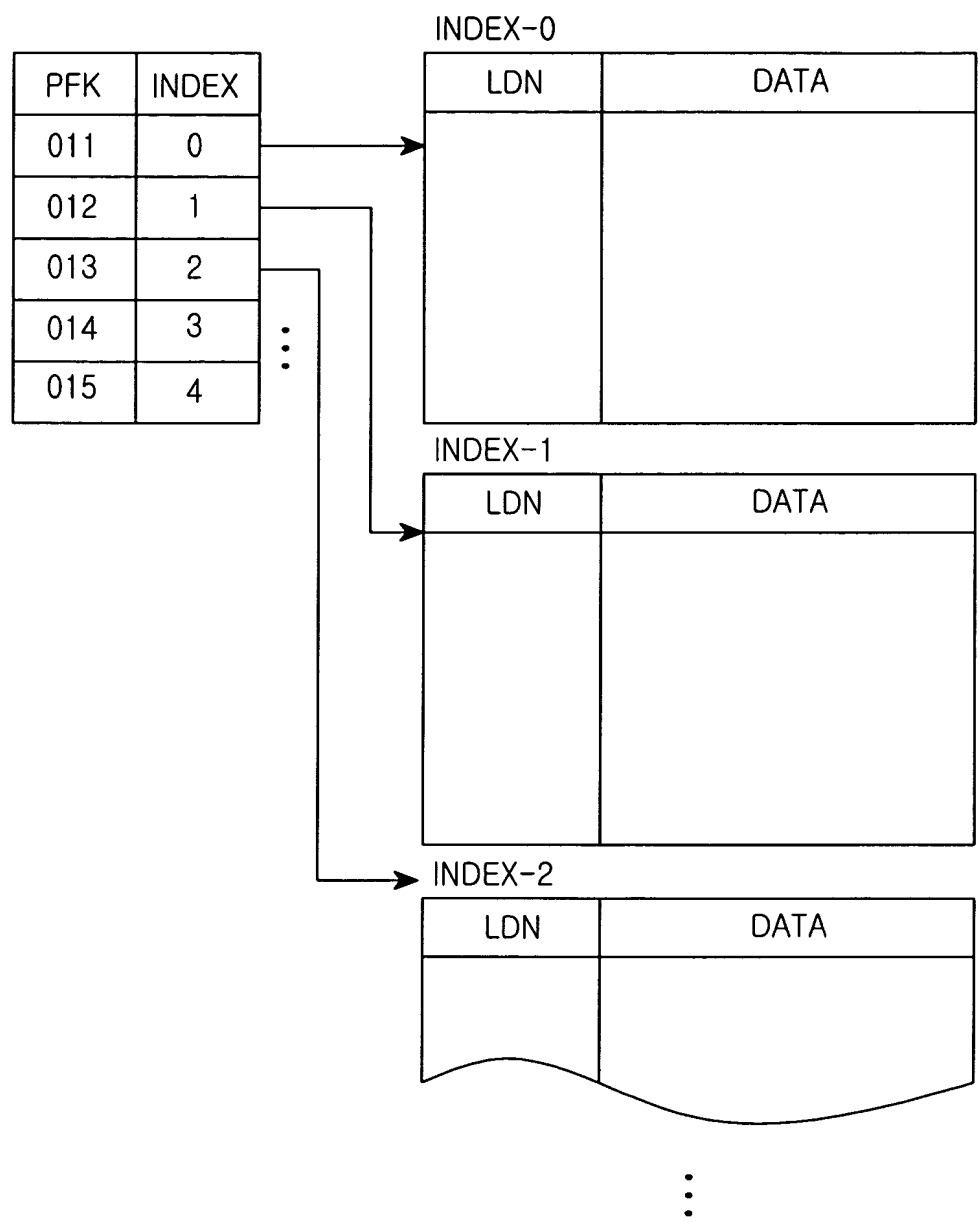 PFK INDEX
011 0
012 1
013 2
014 3
015 4
INDEX-0
LDN DATA
INDEX-1
LDN DATA
INDEX-2
LDN DATA